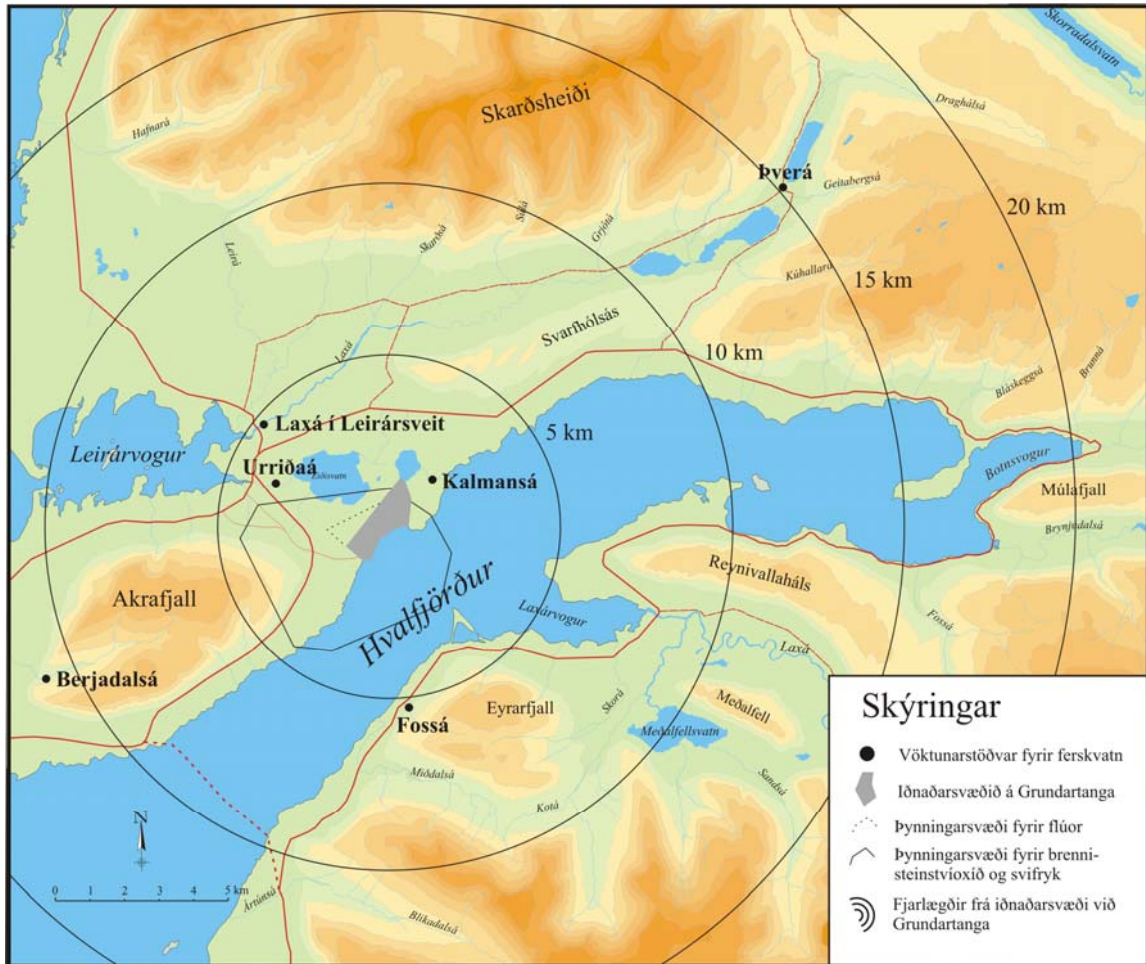 Skorradalsvatn
Skarðsheiði
Draghálsá
Hafnará
Þverá
Geitabergsá
20 km
Leirá
Skarðsá
Súlá
Grjótá
Kúhallará
15 km
Svarfhólsás
Laxá
10 km
Bláskeggsá
Brunná
Laxá í Leirársveit
5 km
Leirárvogur
Urriðaá
Eiðisvatn
Kalmansá
Botnsvogur
Múlafjall
Brynjudalsá
Reynivallaháls
Akrafjall
Hvalfjörður
Laxárvogur
Fossá
Laxá
Berjadalsá
Fossá
Eyrarfjall
Skorá
Meðalfell
Meðalfellsvatn
Miðdalsá
Kotá
Sandsá
N
0 1 2 3 4 5 km
Ártúnsá
Blikadalsá
Skýringar
Vöktunarstöðvar fyrir ferskvatn
Iðnaðarsvæðið á Grundartanga
Þynningarsvæði fyrir flúor
Þynningarsvæði fyrir brenni-
steinstvíoxíð og svifryk
Fjarlægðir frá iðnaðarsvæði við
Grundartanga